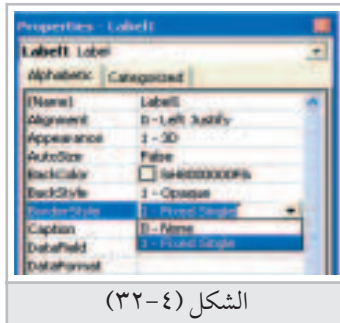 Properties - Label1
Label1 Label
Alphabetic Categorized
(Name) Label1
Alignment 0 - Left Justify
Appearance 1 - 3D
AutoSize False
BackColor
BackStyle 1 - Opaque
BorderStyle 1 - Fixed Single
Caption 0 - None
DataField 1 - Fixed Single
DataFormat
الشكل (٤-٣٢)